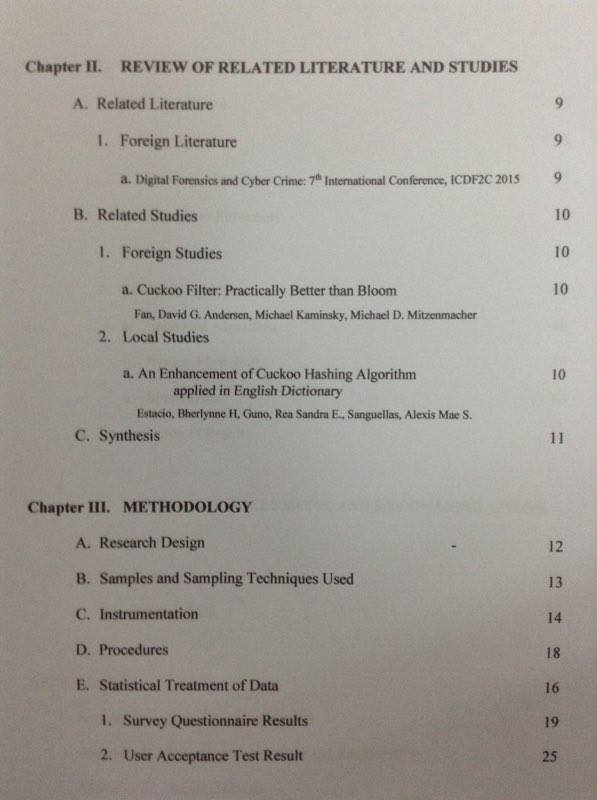 Chapter II. REVIEW OF RELATED LITERATURE AND STUDIES
A. Related Literature 9
1. Foreign Literature 9
a. Digital Forensics and Cyber Crime: 7th International Conference, ICDF2C 2015 9
B. Related Studies 10
1. Foreign Studies 10
a. Cuckoo Filter: Practically Better than Bloom 10
Fan, David G. Andersen, Michael Kaminsky, Michael D. Mitzenmacher
2. Local Studies
a. An Enhancement of Cuckoo Hashing Algorithm 10
applied in English Dictionary
Estacio, Bherlynne H, Guno, Rea Sandra E., Sanguellas, Alexis Mae S.
C. Synthesis 11
Chapter III. METHODOLOGY
A. Research Design - 12
B. Samples and Sampling Techniques Used 13
C. Instrumentation 14
D. Procedures 18
E. Statistical Treatment of Data 16
1. Survey Questionnaire Results 19
2. User Acceptance Test Result 25